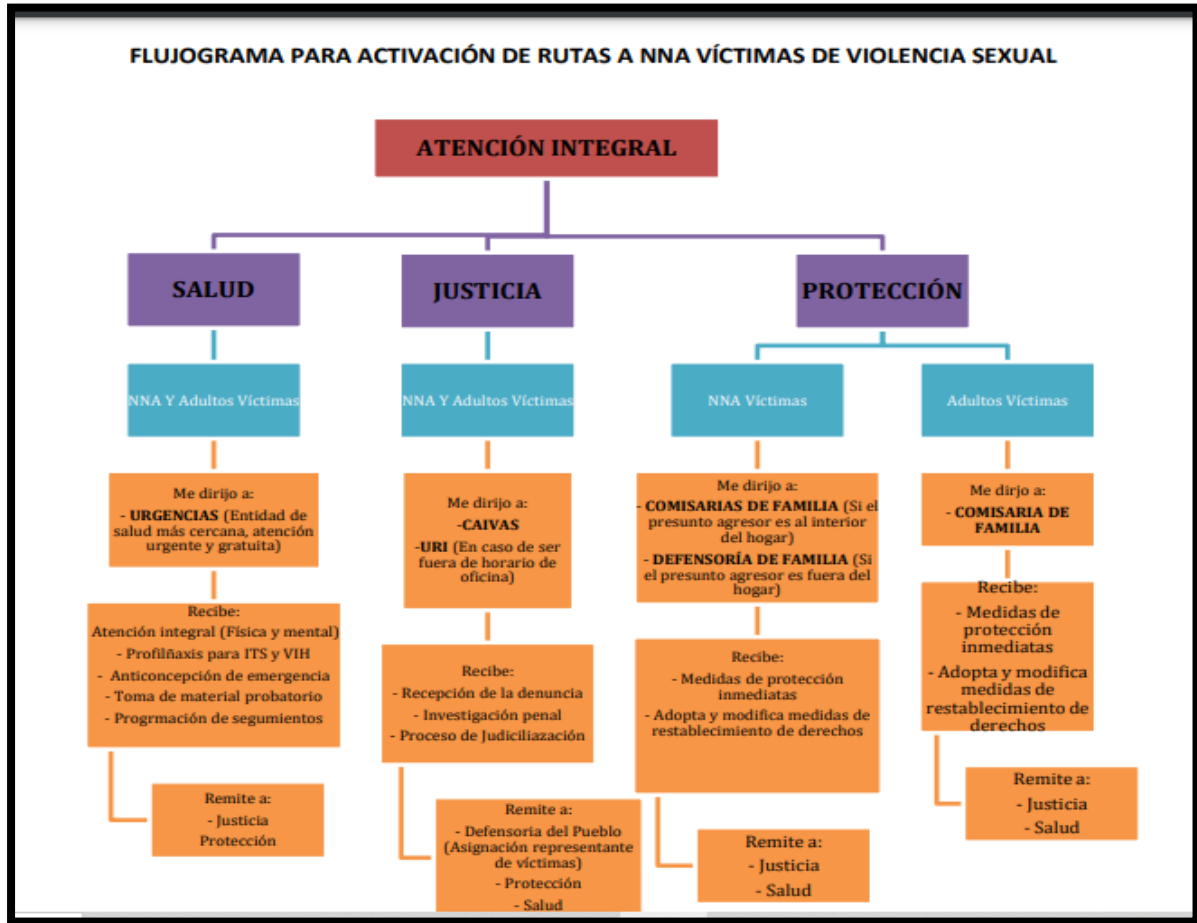 FLUJOGRAMA PARA ACTIVACIÓN DE RUTAS A NNA VÍCTIMAS DE VIOLENCIA SEXUAL
ATENCIÓN INTEGRAL
SALUD
JUSTICIA
PROTECCIÓN
NNA Y Adultos Víctimas
NNA Y Adultos Víctimas
NNA Víctimas
Adultos Víctimas
Me dirijo a:
- URGENCIAS (Entidad de
salud más cercana, atención
urgente y gratuita)
Me dirijo a:
-CAIVAS
-URI (En caso de ser
fuera de horario de
oficina)
Me dirijo a:
- COMISARIAS DE FAMILIA (Si el
presunto agresor es al interior
del hogar)
- DEFENSORÍA DE FAMILIA (Si
el presunto agresor es fuera del
hogar)
Me dirjo a:
- COMISARIA DE
FAMILIA
Recibe:
Atención integral (Física y mental)
- Profilñaxis para ITS y VIH
- Anticoncepción de emergencia
- Toma de material probatorio
- Progrmación de segumientos
Recibe:
- Recepción de la denuncia
- Investigación penal
- Proceso de Judiciliazación
Recibe:
- Medidas de protección
inmediatas
- Adopta y modifica medidas de
restablecimiento de derechos
Recibe:
- Medidas de
protección
inmediatas
- Adopta y modifica
medidas de
restablecimiento de
derechos
Remite a:
- Justicia
Protección
Remite a:
- Defensoria del Pueblo
(Asignación representante
de víctimas)
- Protección
- Salud
Remite a:
- Justicia
- Salud
Remite a:
- Justicia
- Salud